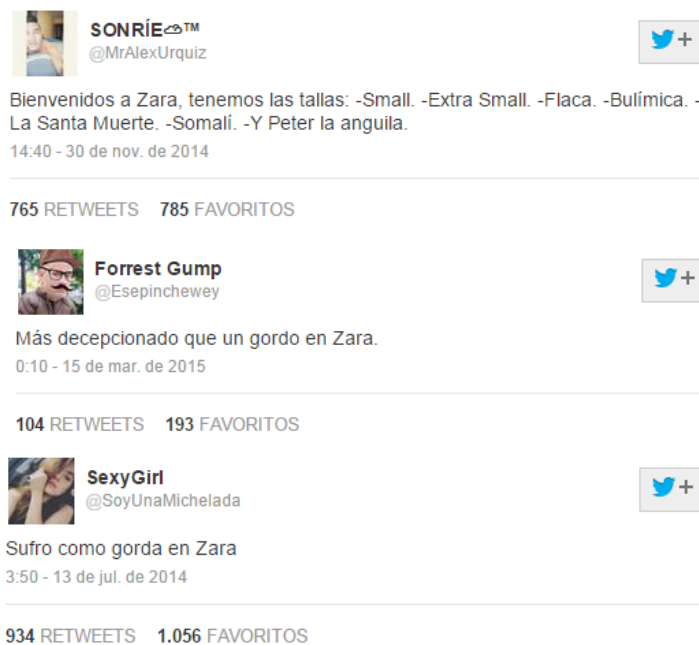 SONRÍE™
@MrAlexUrquiz
Bienvenidos a Zara, tenemos las tallas: -Small. -Extra Small. -Flaca. -Bulímica. -
La Santa Muerte. -Somalí. -Y Peter la anguila.
14:40 - 30 de nov. de 2014
765 RETWEETS 785 FAVORITOS
Forrest Gump
@Esepinchewey
Más decepcionado que un gordo en Zara.
0:10 - 15 de mar. de 2015
104 RETWEETS 193 FAVORITOS
SexyGirl
@SoyUnaMichelada
Sufro como gorda en Zara
3:50 - 13 de jul. de 2014
934 RETWEETS 1.056 FAVORITOS